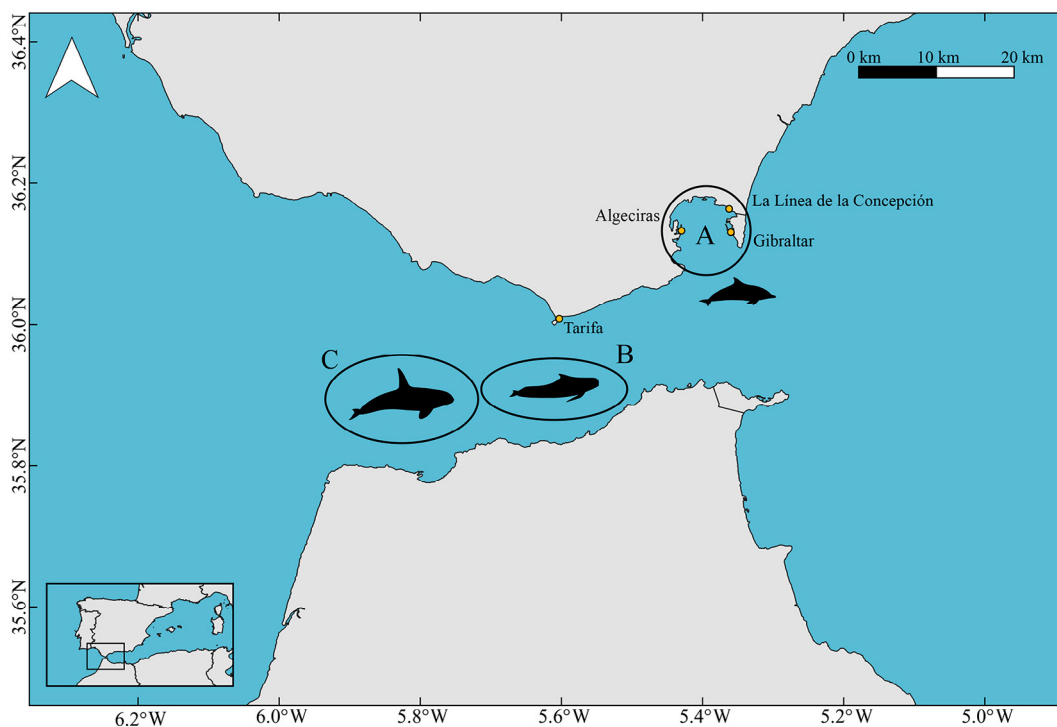 36.4°N
0 km 10 km 20 km
36.2°N
La Línea de la Concepción
Algeciras
A
Gibraltar
36.0°N
Tarifa
C
B
35.8°N
35.6°N
6.2°W 6.0°W 5.8°W 5.6°W 5.4°W 5.2°W 5.0°W